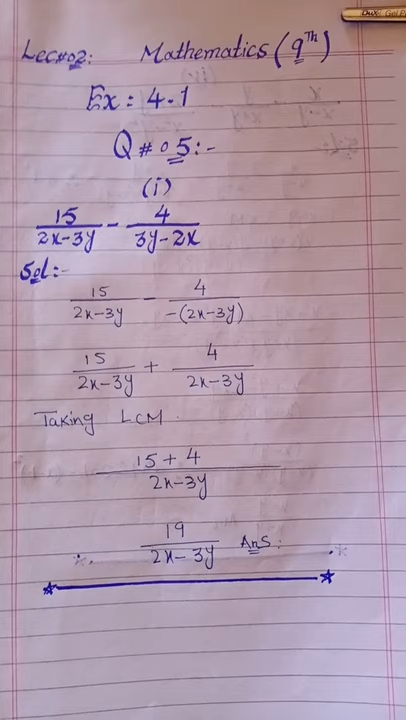 Lec#02: Mathematics (9th)
Ex = 4.1
Q # 05:-
(i)
15/(2x-3y) - 4/(3y-2x)
Sol:-
15/(2x-3y) - 4/(-(2x-3y))
15/(2x-3y) + 4/(2x-3y)
Taking LCM.
(15+4)/(2x-3y)
19/(2x-3y) Ans: